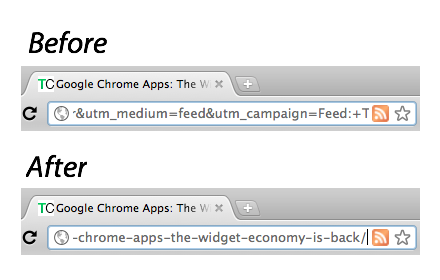 Before
TC Google Chrome Apps: The W
&utm_medium=feed&utm_campaign=Feed:+T
After
TC Google Chrome Apps: The W
-chrome-apps-the-widget-economy-is-back/